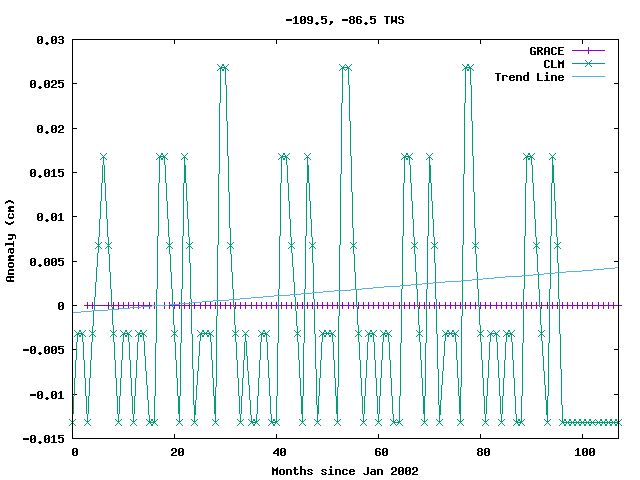 -109.5, -86.5 TWS
GRACE
CLM
Trend Line
0.03
0.025
0.02
0.015
0.01
0.005
0
-0.005
-0.01
-0.015
Anomaly (cm)
0 20 40 60 80 100
Months since Jan 2002